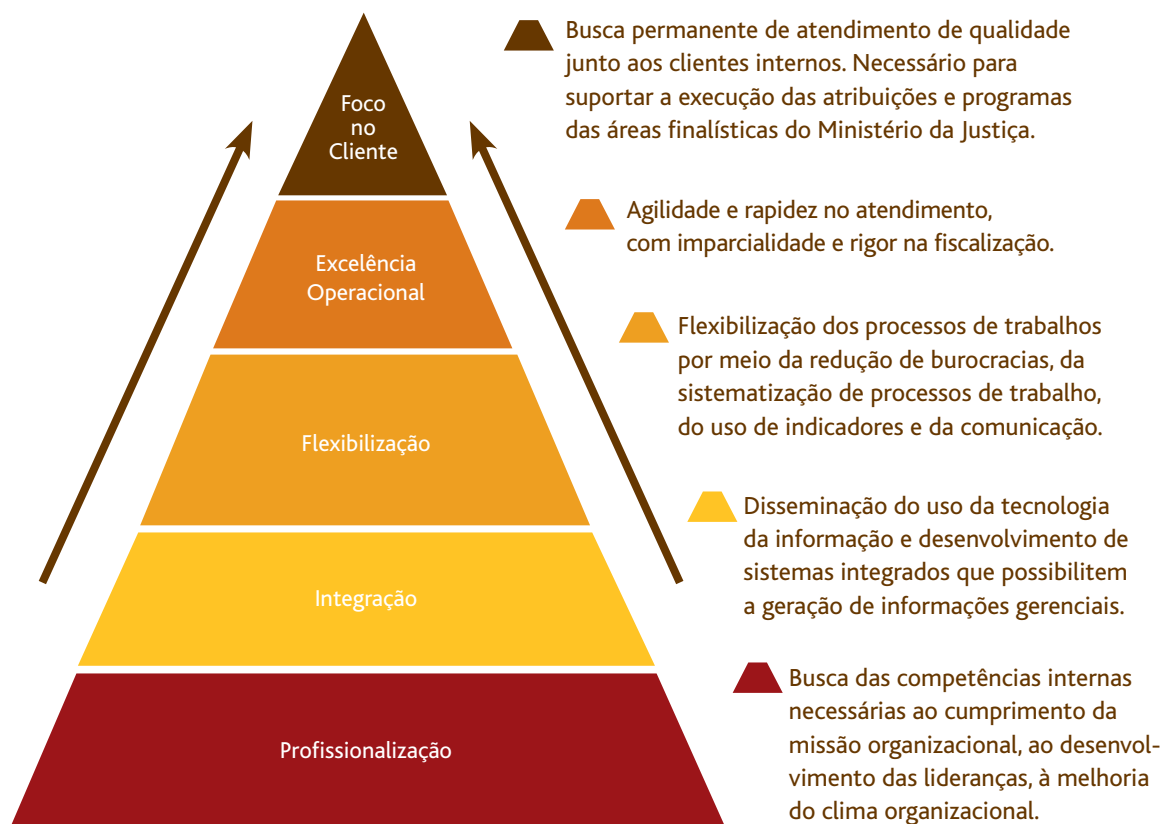 Foco
no
Cliente
Busca permanente de atendimento de qualidade
junto aos clientes internos. Necessário para
suportar a execução das atribuições e programas
das áreas finalísticas do Ministério da Justiça.
Excelência
Operacional
Agilidade e rapidez no atendimento,
com imparcialidade e rigor na fiscalização.
Flexibilização
Flexibilização dos processos de trabalhos
por meio da redução de burocracias, da
sistematização de processos de trabalho,
do uso de indicadores e da comunicação.
Integração
Disseminação do uso da tecnologia
da informação e desenvolvimento de
sistemas integrados que possibilitem
a geração de informações gerenciais.
Profissionalização
Busca das competências internas
necessárias ao cumprimento da
missão organizacional, ao desenvol-
vimento das lideranças, à melhoria
do clima organizacional.